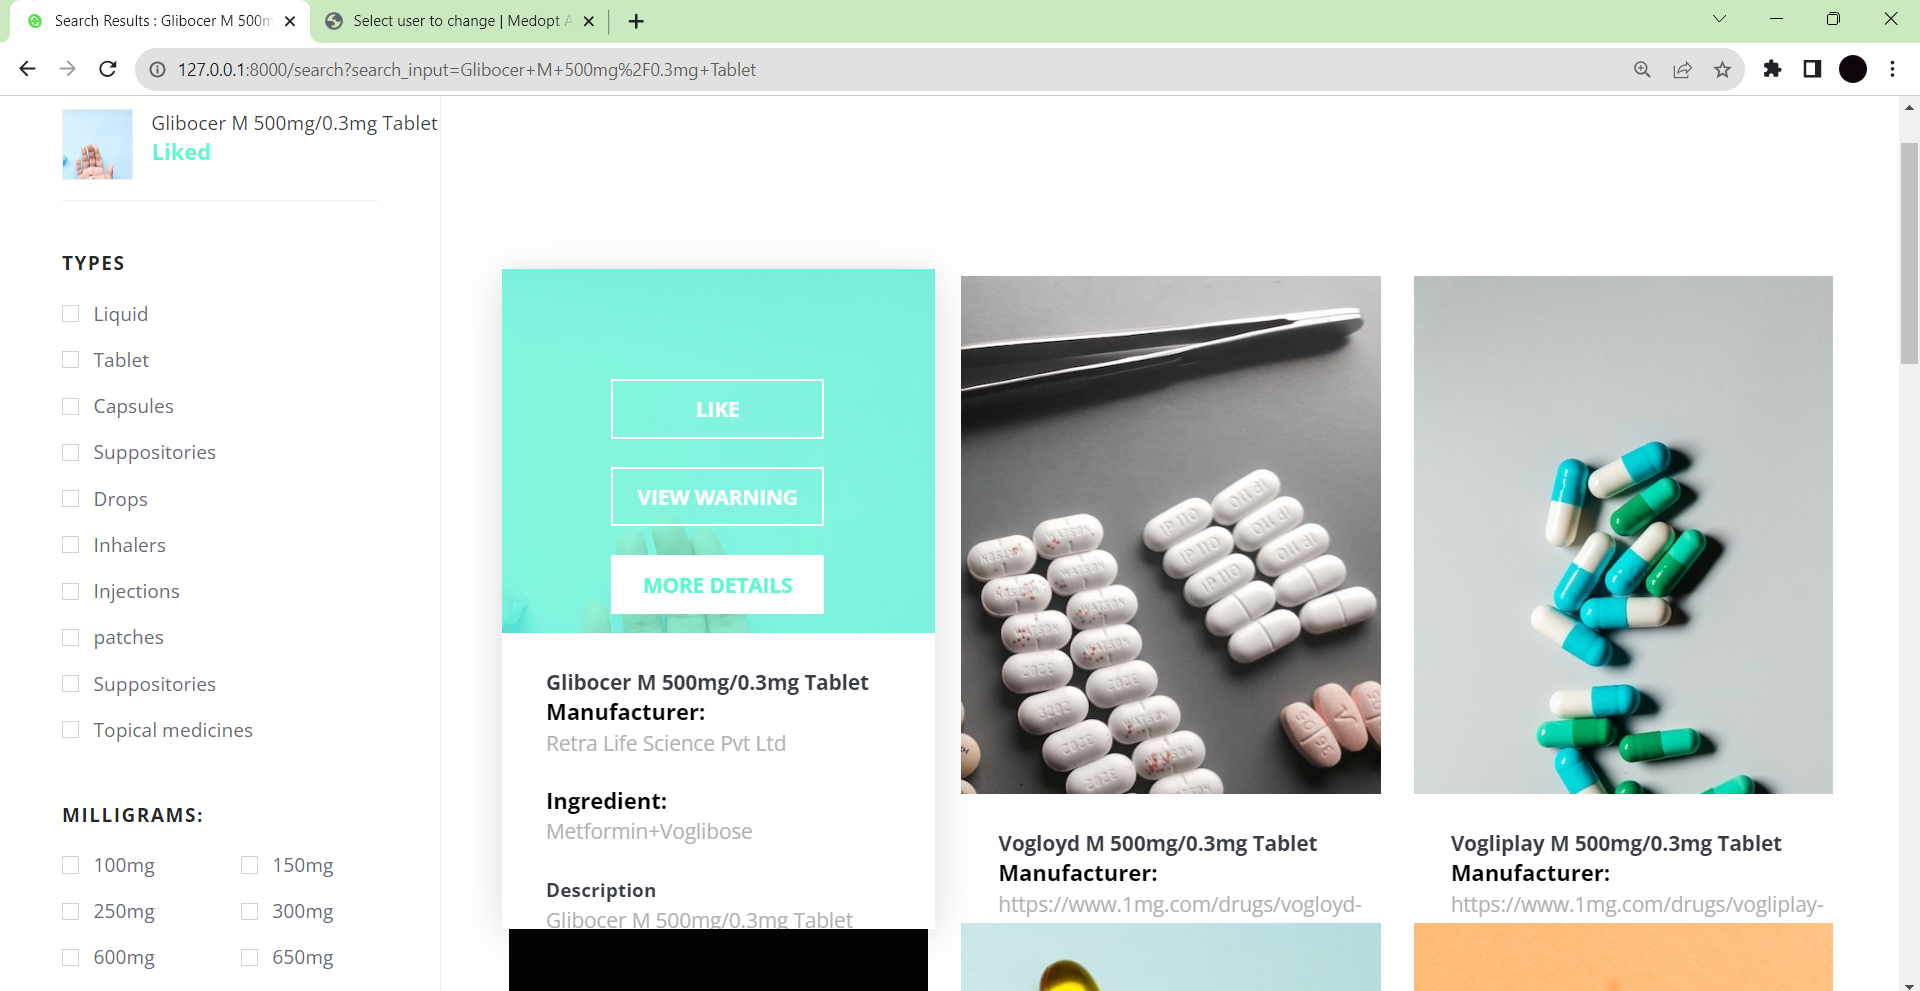 Search Results : Glibocer M 500m
Select user to change | Medopt A
127.0.0.1:8000/search?search_input=Glibocer+M+500mg%2F0.3mg+Tablet
Glibocer M 500mg/0.3mg Tablet
Liked
TYPES
Liquid
Tablet
Capsules
Suppositories
Drops
Inhalers
Injections
patches
Suppositories
Topical medicines
MILLIGRAMS:
100mg 150mg
250mg 300mg
600mg 650mg
LIKE
VIEW WARNING
MORE DETAILS
Glibocer M 500mg/0.3mg Tablet
Manufacturer:
Retra Life Science Pvt Ltd
Ingredient:
Metformin+Voglibose
Description
Glibocer M 500mg/0.3mg Tablet
WATSON
IP 110
Vogloyd M 500mg/0.3mg Tablet
Manufacturer:
https://www.1mg.com/drugs/vogloyd-
Vogliplay M 500mg/0.3mg Tablet
Manufacturer:
https://www.1mg.com/drugs/vogliplay-